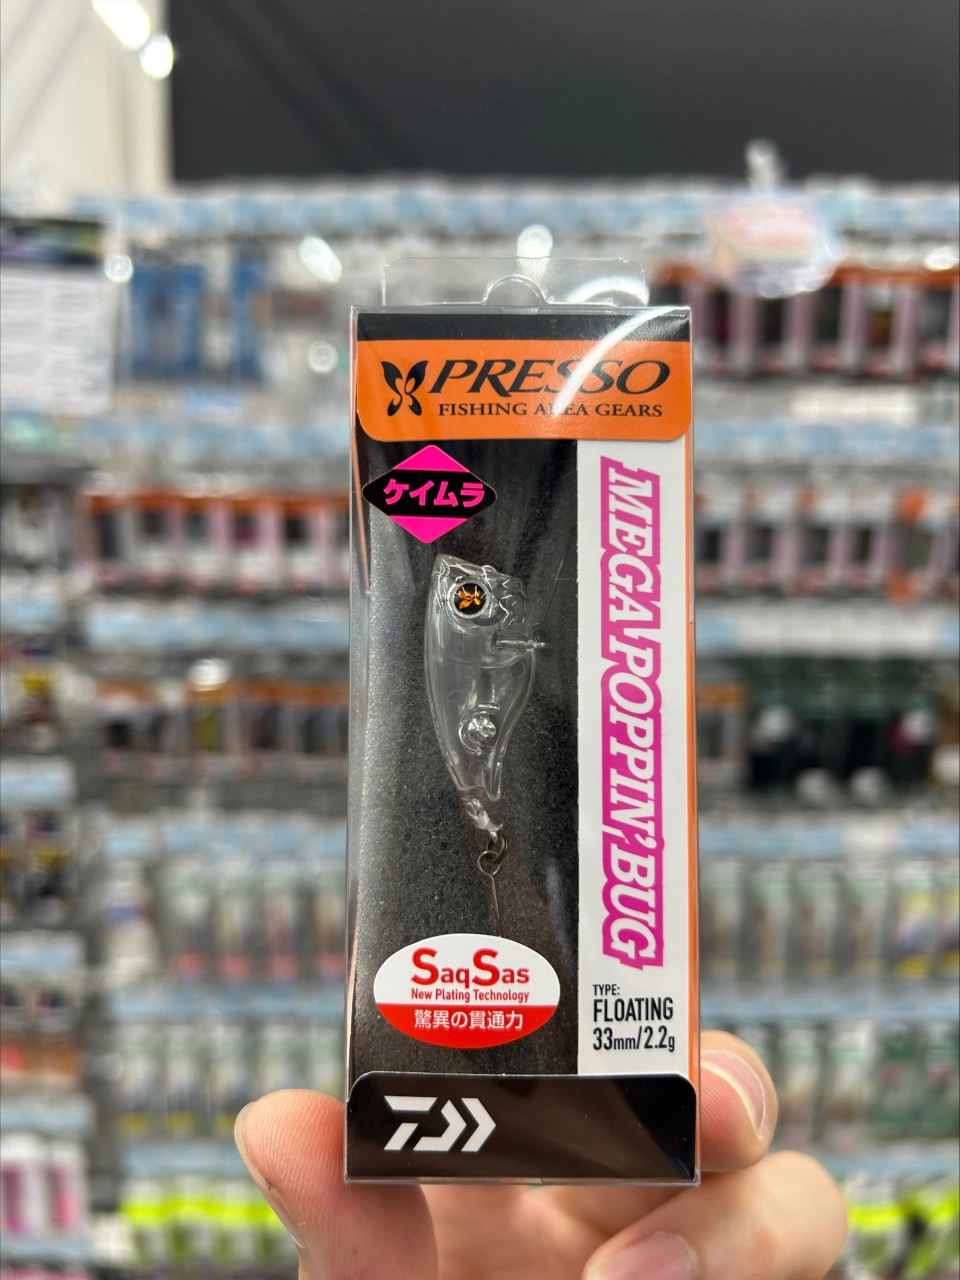 PRESSO
FISHING AREA GEARS
ケイムラ
MEGA POPPIN' BUG
SaqSas
New Plating Technology
驚異の貫通力
TYPE:
FLOATING
33mm/2.2g